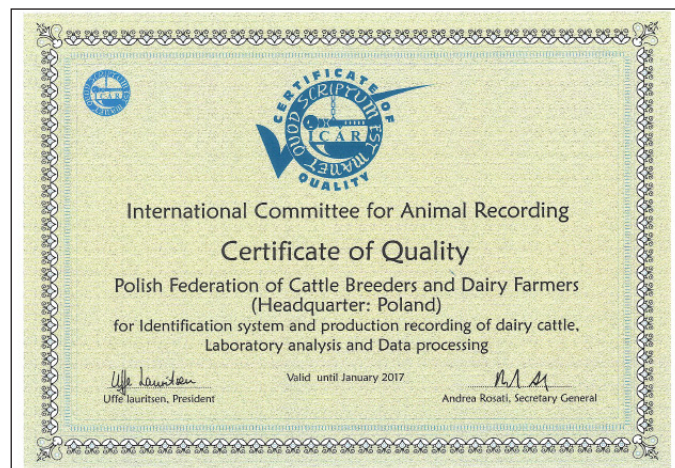 CERTIFICATE OF
QUOD SCRIPTUM EST MANET
ICAR
QUALITY
International Committee for Animal Recording
Certificate of Quality
Polish Federation of Cattle Breeders and Dairy Farmers
(Headquarter: Poland)
for Identification system and production recording of dairy cattle,
Laboratory analysis and Data processing
Valid until January 2017
Uffe Lauritsen
Uffe lauritsen, President
Andrea Rosati, Secretary General